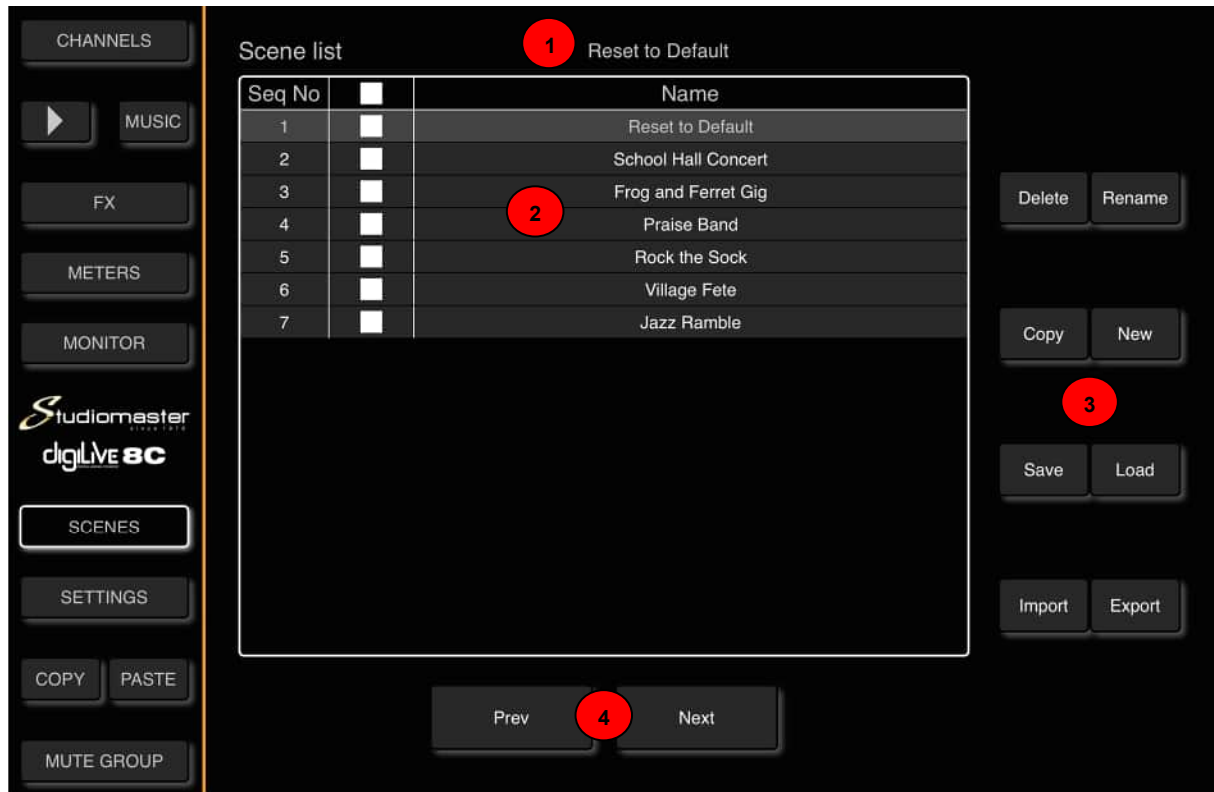 CHANNELS
MUSIC
FX
METERS
MONITOR
Studiomaster
since 1976
digiLivE 8C
SCENES
SETTINGS
COPY PASTE
MUTE GROUP
Scene list 1 Reset to Default
Seq No Name
1 Reset to Default
2 School Hall Concert
3 Frog and Ferret Gig
2
4 Praise Band
5 Rock the Sock
6 Village Fete
7 Jazz Ramble
Delete Rename
Copy New
3
Save Load
Import Export
Prev 4 Next